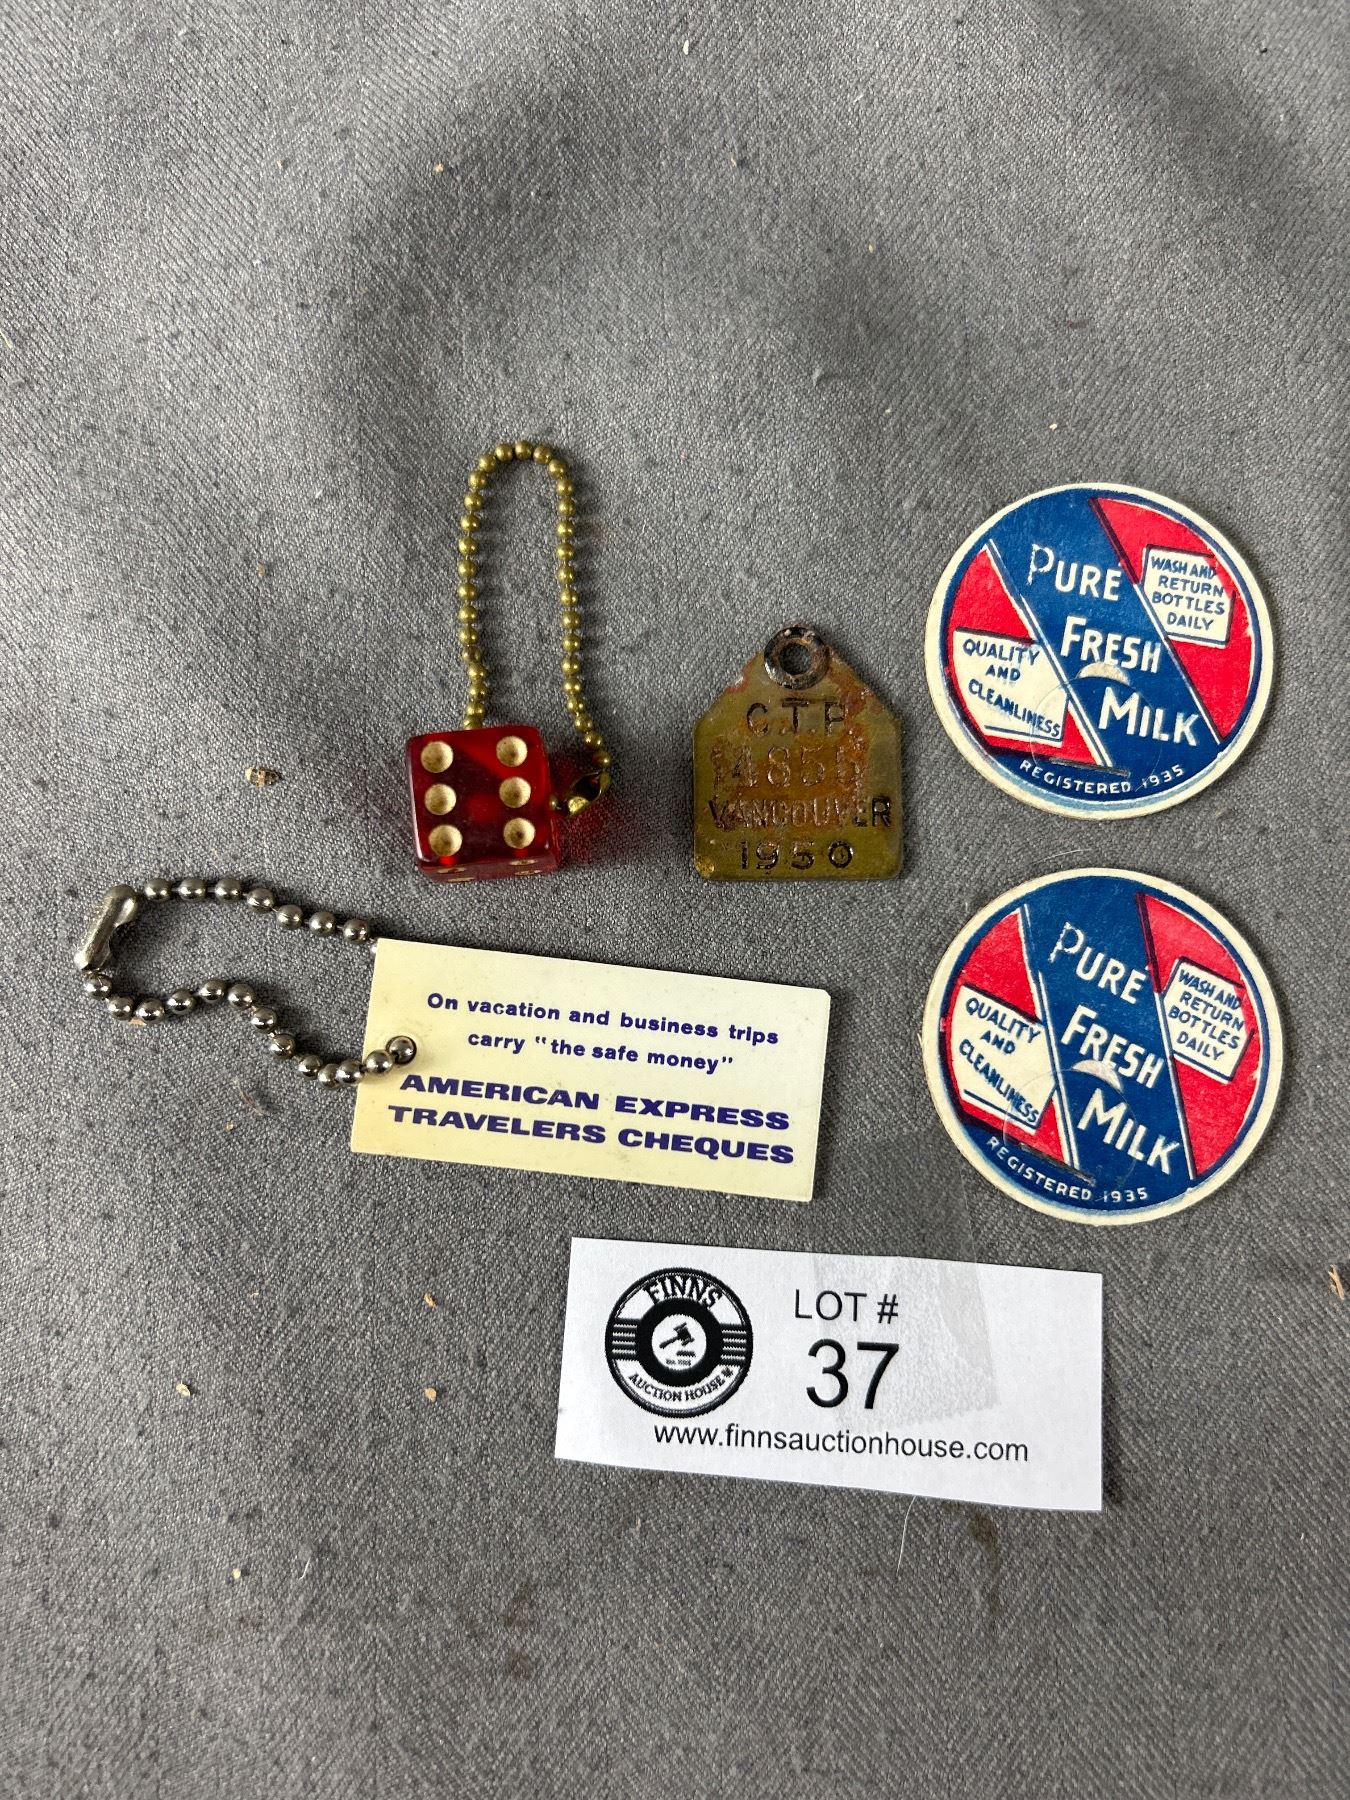 C.T.P.
VANCOUVER
1950
PURE
FRESH
MILK
WASH AND
RETURN
BOTTLES
DAILY
QUALITY
AND
CLEANLINESS
REGISTERED 1935
On vacation and business trips
carry "the safe money"
AMERICAN EXPRESS
TRAVELERS CHEQUES
PURE
FRESH
MILK
WASH AND
RETURN
BOTTLES
DAILY
QUALITY
AND
CLEANLINESS
REGISTERED 1935
FINNS
AUCTION HOUSE
LOT #
37
www.finnsauctionhouse.com